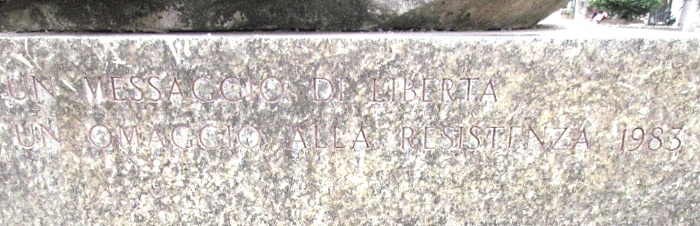 UN MESSAGGIO DI LIBERTA
UN OMAGGIO ALLA RESISTENZA 1983